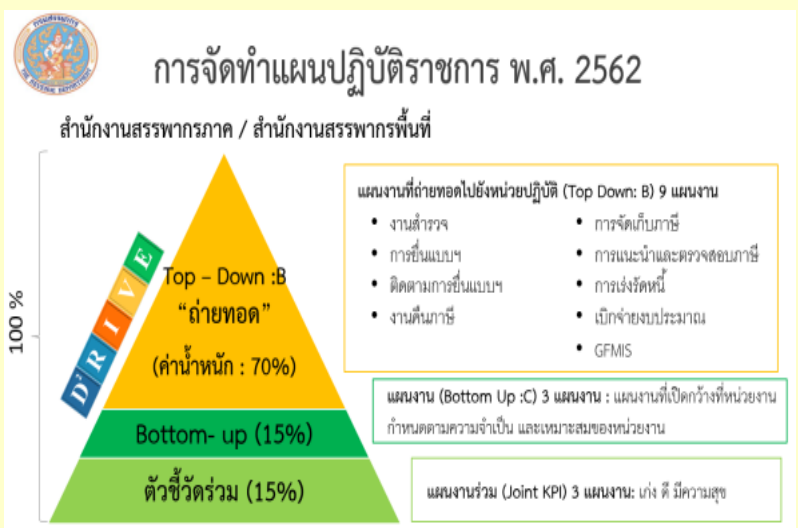 การจัดทำแผนปฏิบัติราชการ พ.ศ. 2562
สำนักงานสรรพากรภาค / สำนักงานสรรพากรพื้นที่
100 %
D²RIVE
Top – Down :B
“ถ่ายทอด”
(ค่าน้ำหนัก : 70%)
Bottom- up (15%)
ตัวชี้วัดร่วม (15%)
แผนงานที่ถ่ายทอดไปยังหน่วยปฏิบัติ (Top Down: B) 9 แผนงาน
• งานสำรวจ
• การยื่นแบบฯ
• ติดตามการยื่นแบบฯ
• งานคืนภาษี
• การจัดเก็บภาษี
• การแนะนำและตรวจสอบภาษี
• การเร่งรัดหนี้
• เบิกจ่ายงบประมาณ
• GFMIS
แผนงาน (Bottom Up :C) 3 แผนงาน : แผนงานที่เปิดกว้างที่หน่วยงาน
กำหนดตามความจำเป็น และเหมาะสมของหน่วยงาน
แผนงานร่วม (Joint KPI) 3 แผนงาน: เก่ง ดี มีความสุข
กรมสรรพากร
THE REVENUE DEPARTMENT